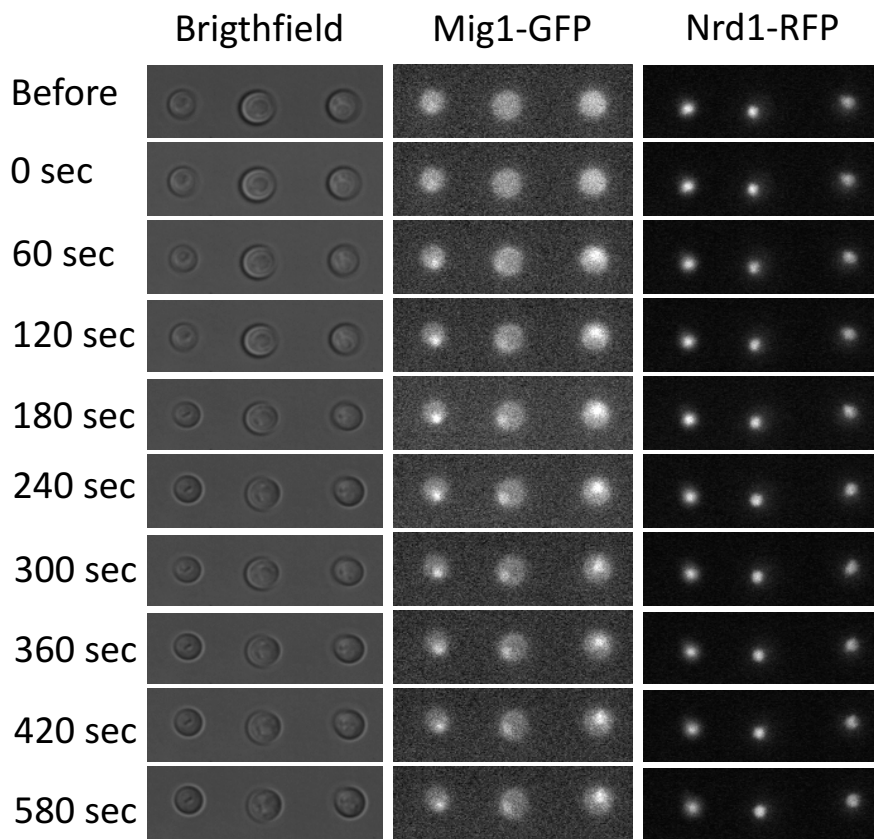 Brigthfield Mig1-GFP Nrd1-RFP
Before
0 sec
60 sec
120 sec
180 sec
240 sec
300 sec
360 sec
420 sec
580 sec